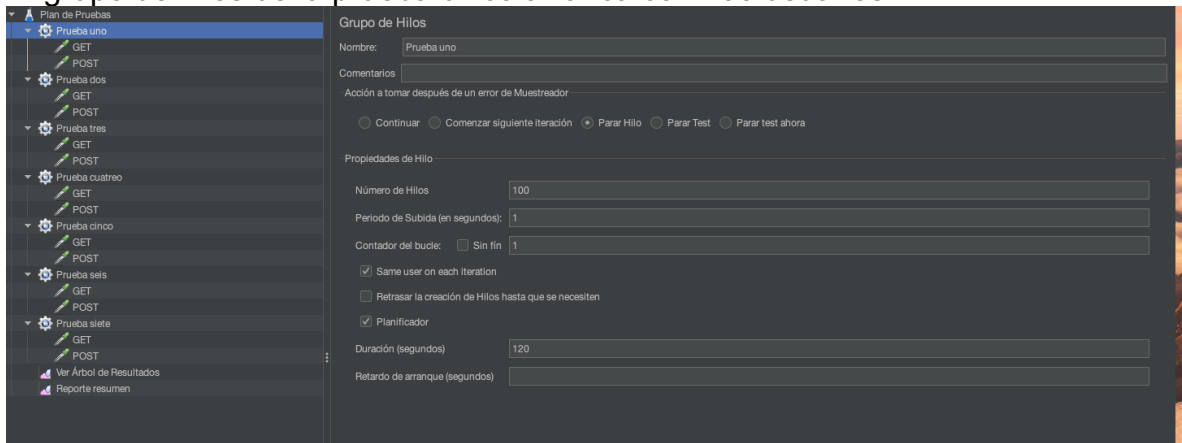 Plan de Pruebas
Prueba uno
GET
POST
Prueba dos
GET
POST
Prueba tres
GET
POST
Prueba cuatreo
GET
POST
Prueba cinco
GET
POST
Prueba seis
GET
POST
Prueba siete
GET
POST
Ver Árbol de Resultados
Reporte resumen
Grupo de Hilos
Nombre: Prueba uno
Comentarios
Acción a tomar después de un error de Muestreador
Continuar Comenzar siguiente iteración Parar Hilo Parar Test Parar test ahora
Propiedades de Hilo
Número de Hilos 100
Periodo de Subida (en segundos): 1
Contador del bucle: Sin fín 1
Same user on each iteration
Retrasar la creación de Hilos hasta que se necesiten
Planificador
Duración (segundos) 120
Retardo de arranque (segundos)